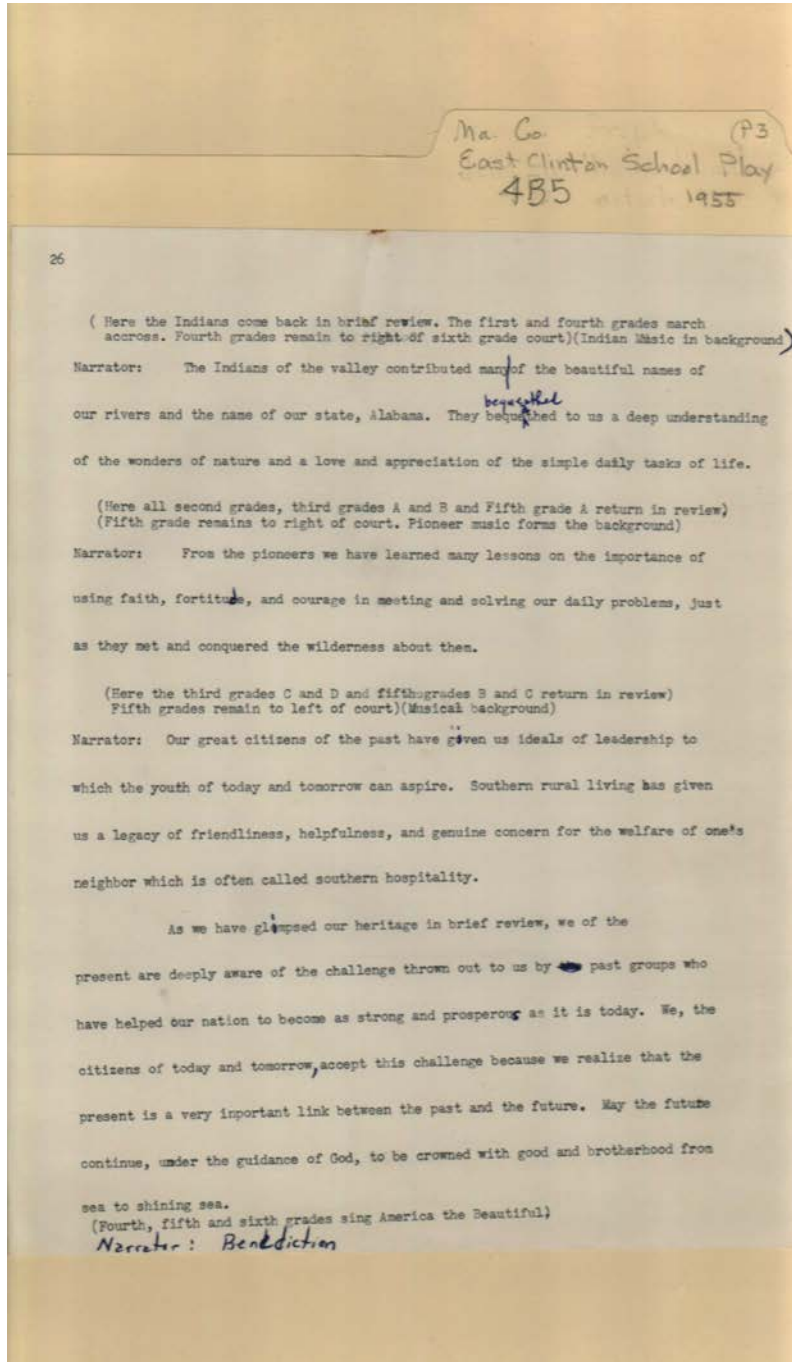 Ma. Co. (P3
East Clinton School Play
4B5 1955
26
( Here the Indians come back in brief review. The first and fourth grades march
accross. Fourth grades remain to right of sixth grade court)(Indian Music in background)
Narrator: The Indians of the valley contributed many of the beautiful names of
bequeathed
our rivers and the name of our state, Alabama. They bequethed to us a deep understanding
of the wonders of nature and a love and appreciation of the simple daily tasks of life.
(Here all second grades, third grades A and B and Fifth grade A return in review)
(Fifth grade remains to right of court. Pioneer music forms the background)
Narrator: From the pioneers we have learned many lessons on the importance of
using faith, fortitude, and courage in meeting and solving our daily problems, just
as they met and conquered the wilderness about them.
(Here the third grades C and D and fifth grades B and C return in review)
Fifth grades remain to left of court)(Musical background)
Narrator: Our great citizens of the past have given us ideals of leadership to
which the youth of today and tomorrow can aspire. Southern rural living has given
us a legacy of friendliness, helpfulness, and genuine concern for the welfare of one's
neighbor which is often called southern hospitality.
As we have glimpsed our heritage in brief review, we of the
present are deeply aware of the challenge thrown out to us by past groups who
have helped our nation to become as strong and prosperous as it is today. We, the
citizens of today and tomorrow, accept this challenge because we realize that the
present is a very inportant link between the past and the future. May the future
continue, under the guidance of God, to be crowned with good and brotherhood from
sea to shining sea.
(Fourth, fifth and sixth grades sing America the Beautiful)
Narrator: Benediction